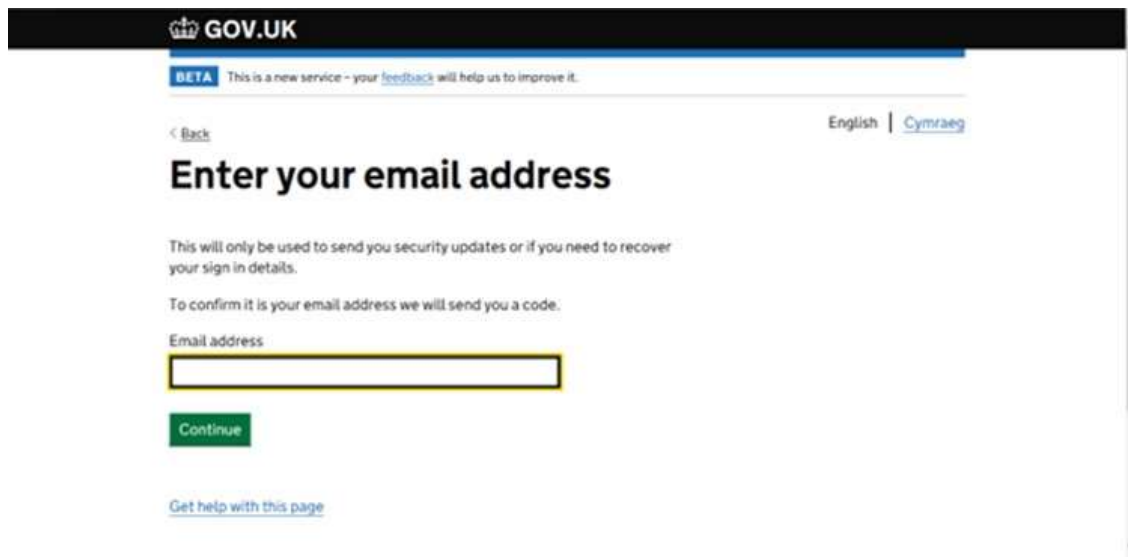 GOV.UK
BETA This is a new service – your feedback will help us to improve it.
English | Cymraeg
< Back
Enter your email address
This will only be used to send you security updates or if you need to recover
your sign in details.
To confirm it is your email address we will send you a code.
Email address
Continue
Get help with this page